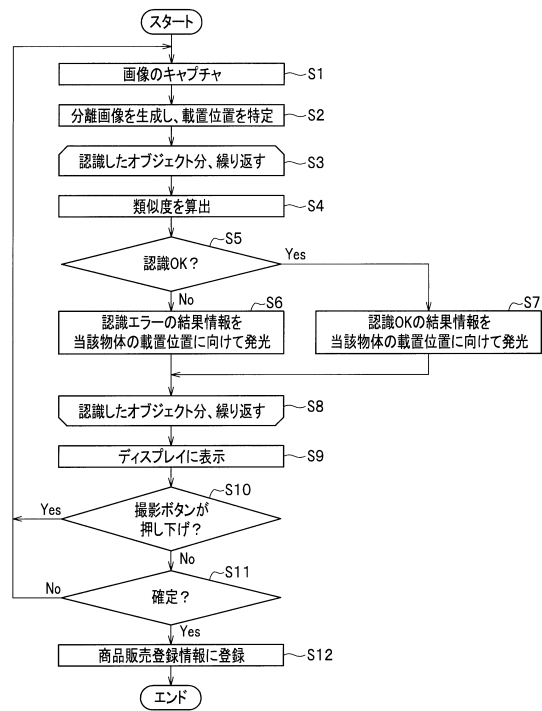 スタート
画像のキャプチャ
S1
分離画像を生成し、載置位置を特定
S2
認識したオブジェクト分、繰り返す
S3
類似度を算出
S4
S5
認識OK？
Yes
No
S6
認識エラーの結果情報を
当該物体の載置位置に向けて発光
S7
認識OKの結果情報を
当該物体の載置位置に向けて発光
認識したオブジェクト分、繰り返す
S8
ディスプレイに表示
S9
S10
撮影ボタンが
押し下げ？
Yes
No
S11
確定？
No
Yes
商品販売登録情報に登録
S12
エンド